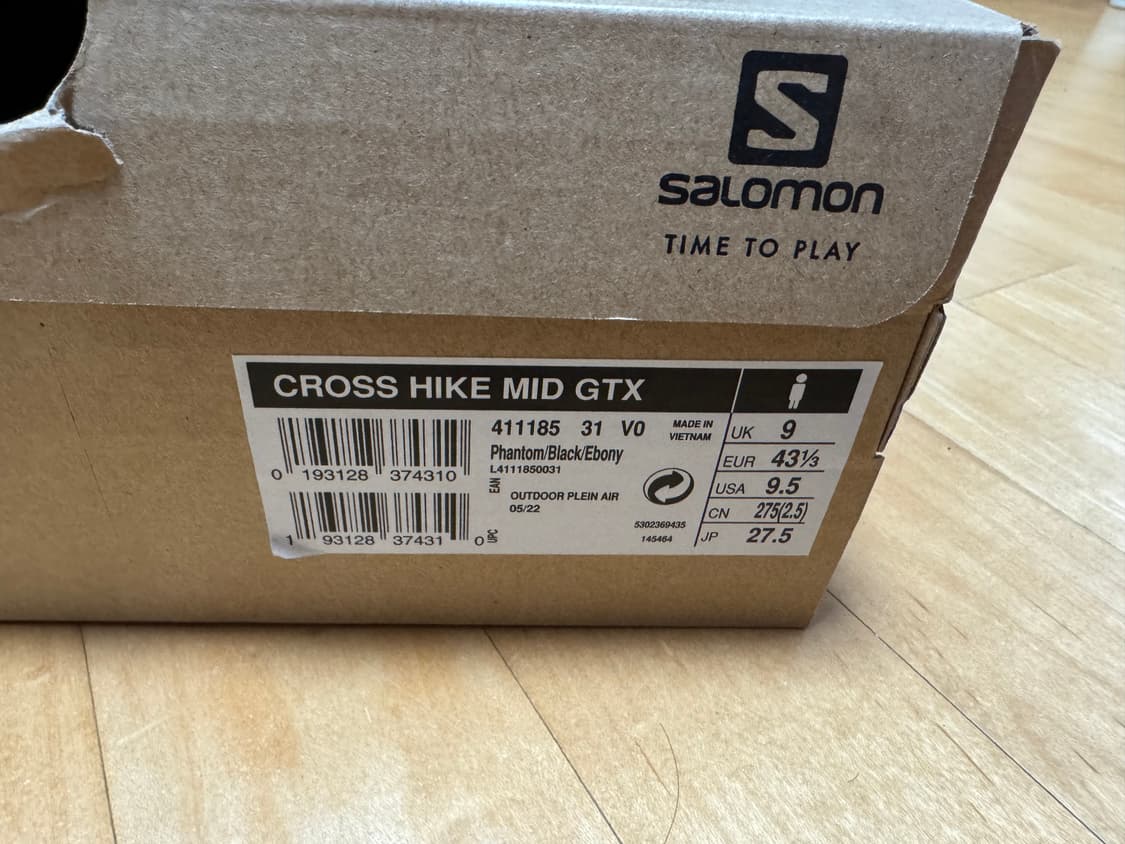 S
salomon
TIME TO PLAY
CROSS HIKE MID GTX
411185 31 V0
MADE IN
VIETNAM
Phantom/Black/Ebony
L4111850031
0 193128 374310
EAN
OUTDOOR PLEIN AIR
05/22
1 93128 37431 0
UPC
5302369435
145464
UK 9
EUR 43⅓
USA 9.5
CN 275(2.5)
JP 27.5